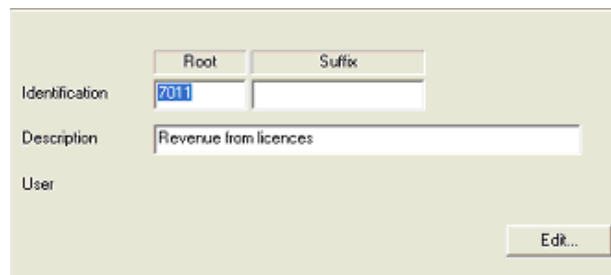 Root Suffix
Identification 7011
Description Revenue from licences
User
Edit...